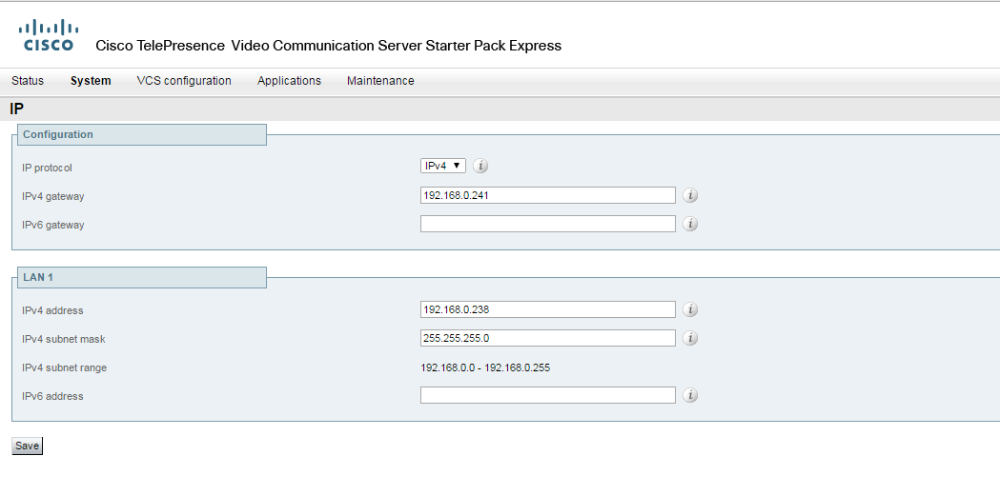 CISCO
Cisco TelePresence Video Communication Server Starter Pack Express
Status System VCS configuration Applications Maintenance
IP
Configuration
IP protocol IPv4 ▼ i
IPv4 gateway 192.168.0.241 i
IPv6 gateway i
LAN 1
IPv4 address 192.168.0.238 i
IPv4 subnet mask 255.255.255.0 i
IPv4 subnet range 192.168.0.0 - 192.168.0.255
IPv6 address i
Save